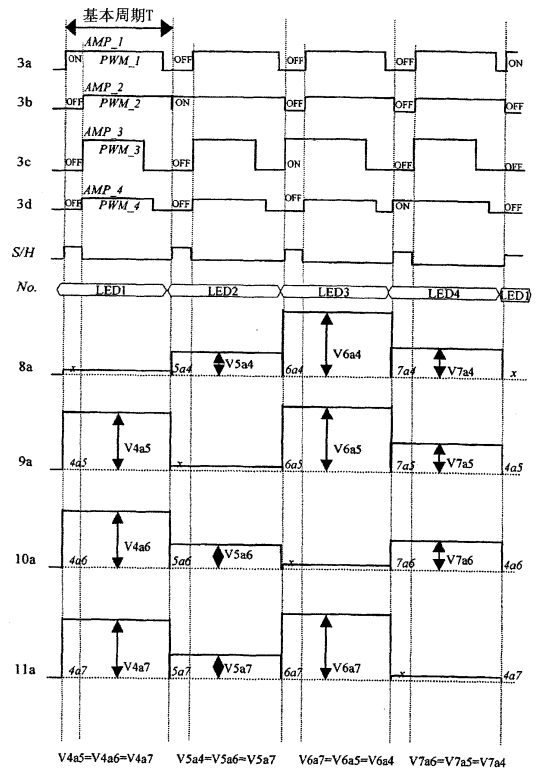 基本周期T
AMP_1
3a ON PWM_1 OFF OFF OFF ON
AMP_2
3b OFF PWM_2 ON OFF OFF OFF
AMP_3
3c OFF PWM_3 OFF ON OFF OFF
AMP_4
3d OFF PWM_4 OFF OFF ON OFF
S/H
No. LED1 LED2 LED3 LED4 LED1
8a x 5a4 V5a4 6a4 V6a4 7a4 V7a4 x
9a 4a5 V4a5 x 6a5 V6a5 7a5 V7a5 4a5
10a 4a6 V4a6 5a6 V5a6 x 7a6 V7a6 4a6
11a 4a7 V4a7 5a7 V5a7 6a7 V6a7 x 4a7
V4a5=V4a6=V4a7 V5a4=V5a6=V5a7 V6a7=V6a5=V6a4 V7a6=V7a5=V7a4